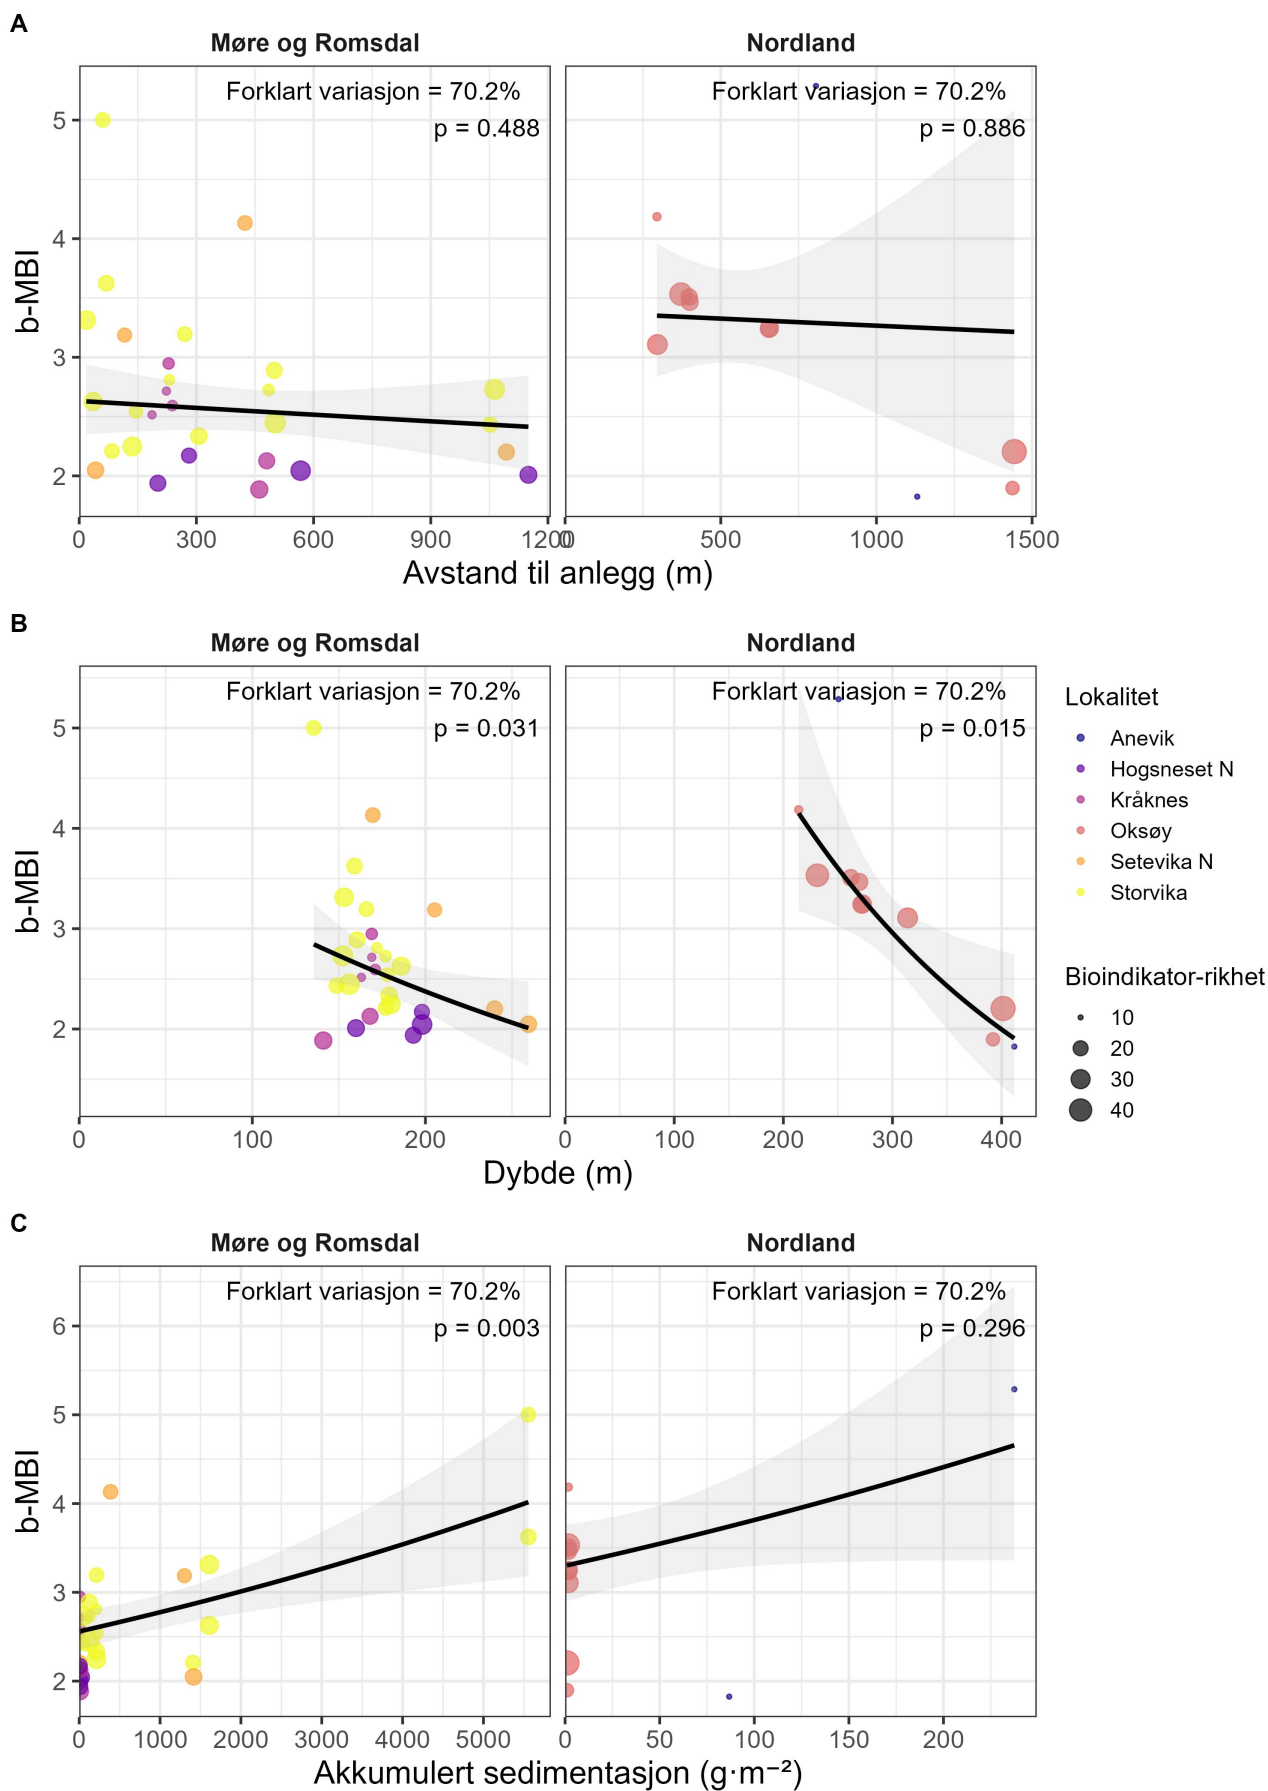 A
Møre og Romsdal Nordland
Forklart variasjon = 70.2% Forklart variasjon = 70.2%
p = 0.488 p = 0.886
5
4
3
2
b-MBI
0 300 600 900 1200 0 500 1000 1500
Avstand til anlegg (m)
B
Møre og Romsdal Nordland
Forklart variasjon = 70.2% Forklart variasjon = 70.2%
p = 0.031 p = 0.015
5
4
3
2
b-MBI
0 100 200 0 100 200 300 400
Dybde (m)
Lokalitet
Anevik
Hogsneset N
Kråknes
Oksøy
Setevika N
Storvika
Bioindikator-rikhet
10
20
30
40
C
Møre og Romsdal Nordland
Forklart variasjon = 70.2% Forklart variasjon = 70.2%
p = 0.003 p = 0.296
6
5
4
3
2
b-MBI
0 1000 2000 3000 4000 5000 0 50 100 150 200
Akkumulert sedimentasjon (g·m⁻²)